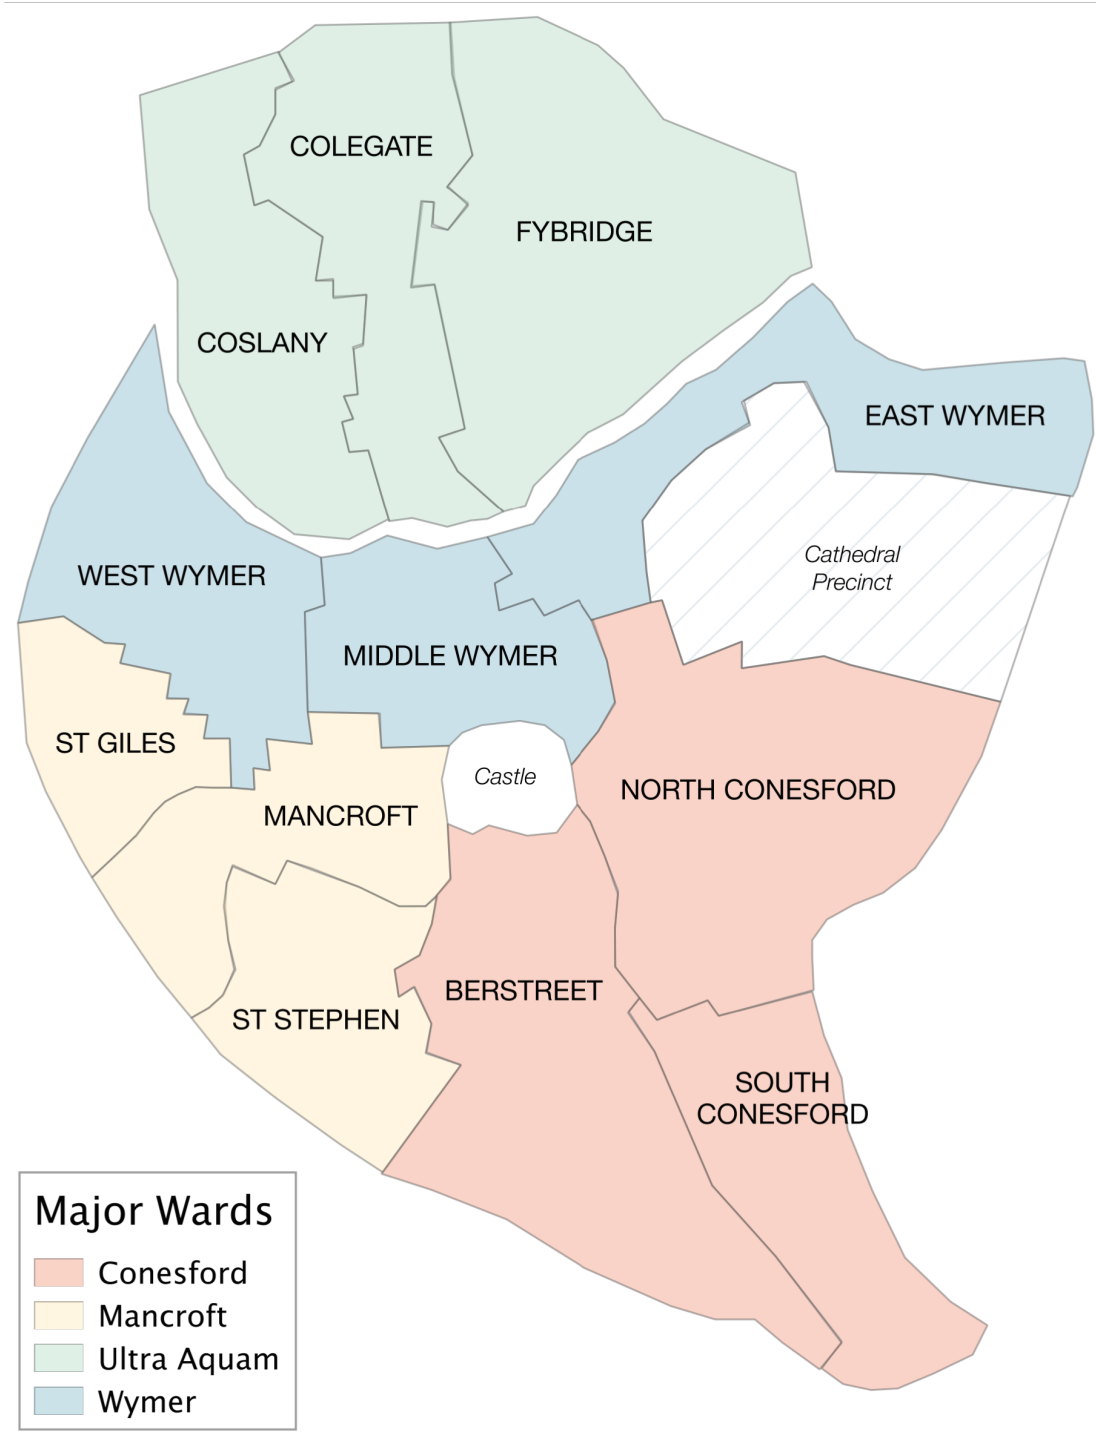 COLEGATE
FYBRIDGE
COSLANY
EAST WYMER
Cathedral
Precinct
WEST WYMER
MIDDLE WYMER
ST GILES
Castle
NORTH CONESFORD
MANCROFT
BERSTREET
ST STEPHEN
SOUTH
CONESFORD
Major Wards
Conesford
Mancroft
Ultra Aquam
Wymer